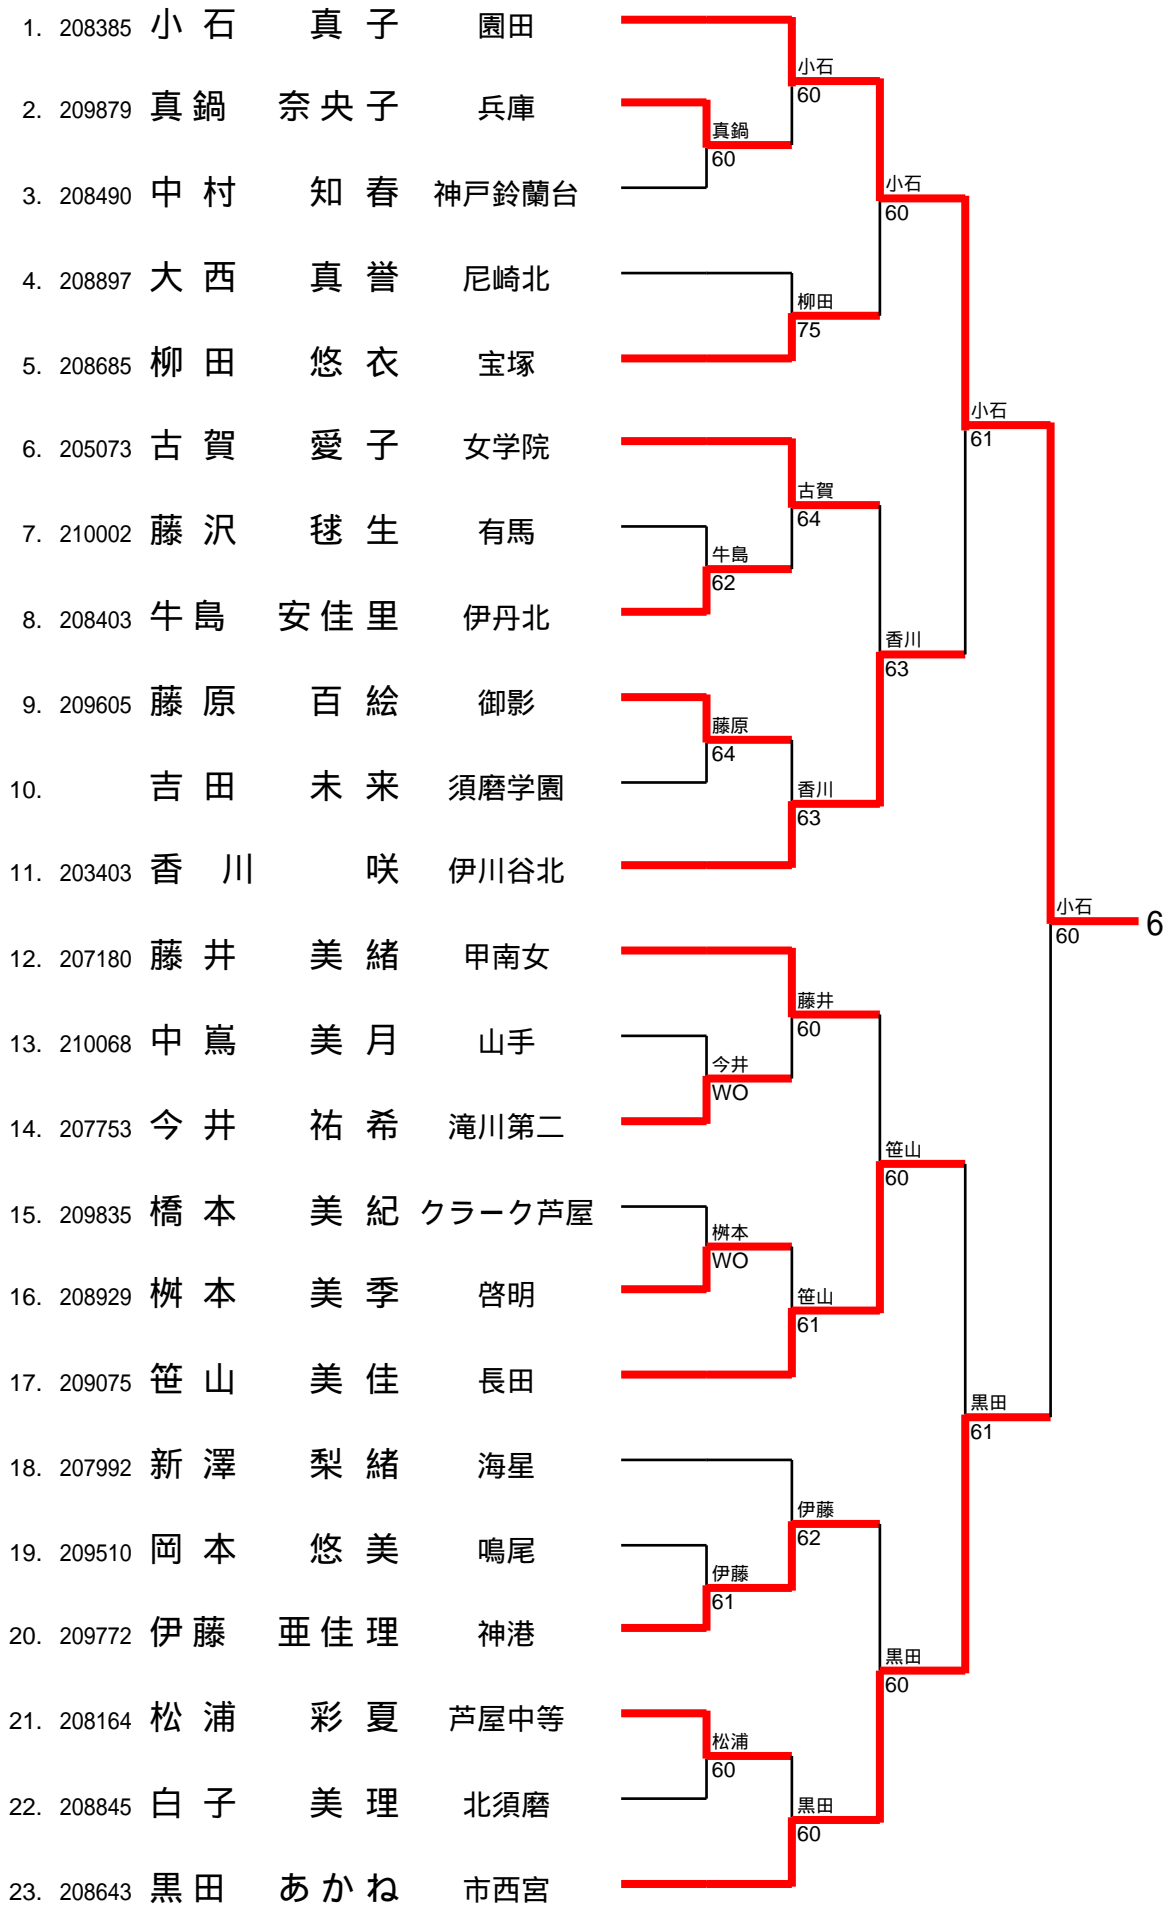 1. 208385 小石 真子 園田
小石
60
2. 209879 真鍋 奈央子 兵庫
真鍋
60
3. 208490 中村 知春 神戸鈴蘭台
小石
60
4. 208897 大西 真誉 尼崎北
柳田
75
5. 208685 柳田 悠衣 宝塚
小石
61
6. 205073 古賀 愛子 女学院
古賀
64
7. 210002 藤沢 毬生 有馬
牛島
62
8. 208403 牛島 安佳里 伊丹北
香川
63
9. 209605 藤原 百絵 御影
藤原
64
10. 吉田 未来 須磨学園
香川
63
11. 203403 香川 咲 伊川谷北
小石
60
6
12. 207180 藤井 美緒 甲南女
藤井
60
13. 210068 中嶌 美月 山手
今井
WO
14. 207753 今井 祐希 滝川第二
笹山
60
15. 209835 橋本 美紀 クラーク芦屋
桝本
WO
16. 208929 桝本 美季 啓明
笹山
61
17. 209075 笹山 美佳 長田
黒田
61
18. 207992 新澤 梨緒 海星
伊藤
62
19. 209510 岡本 悠美 鳴尾
伊藤
61
20. 209772 伊藤 亜佳理 神港
黒田
60
21. 208164 松浦 彩夏 芦屋中等
松浦
60
22. 208845 白子 美理 北須磨
黒田
60
23. 208643 黒田 あかね 市西宮